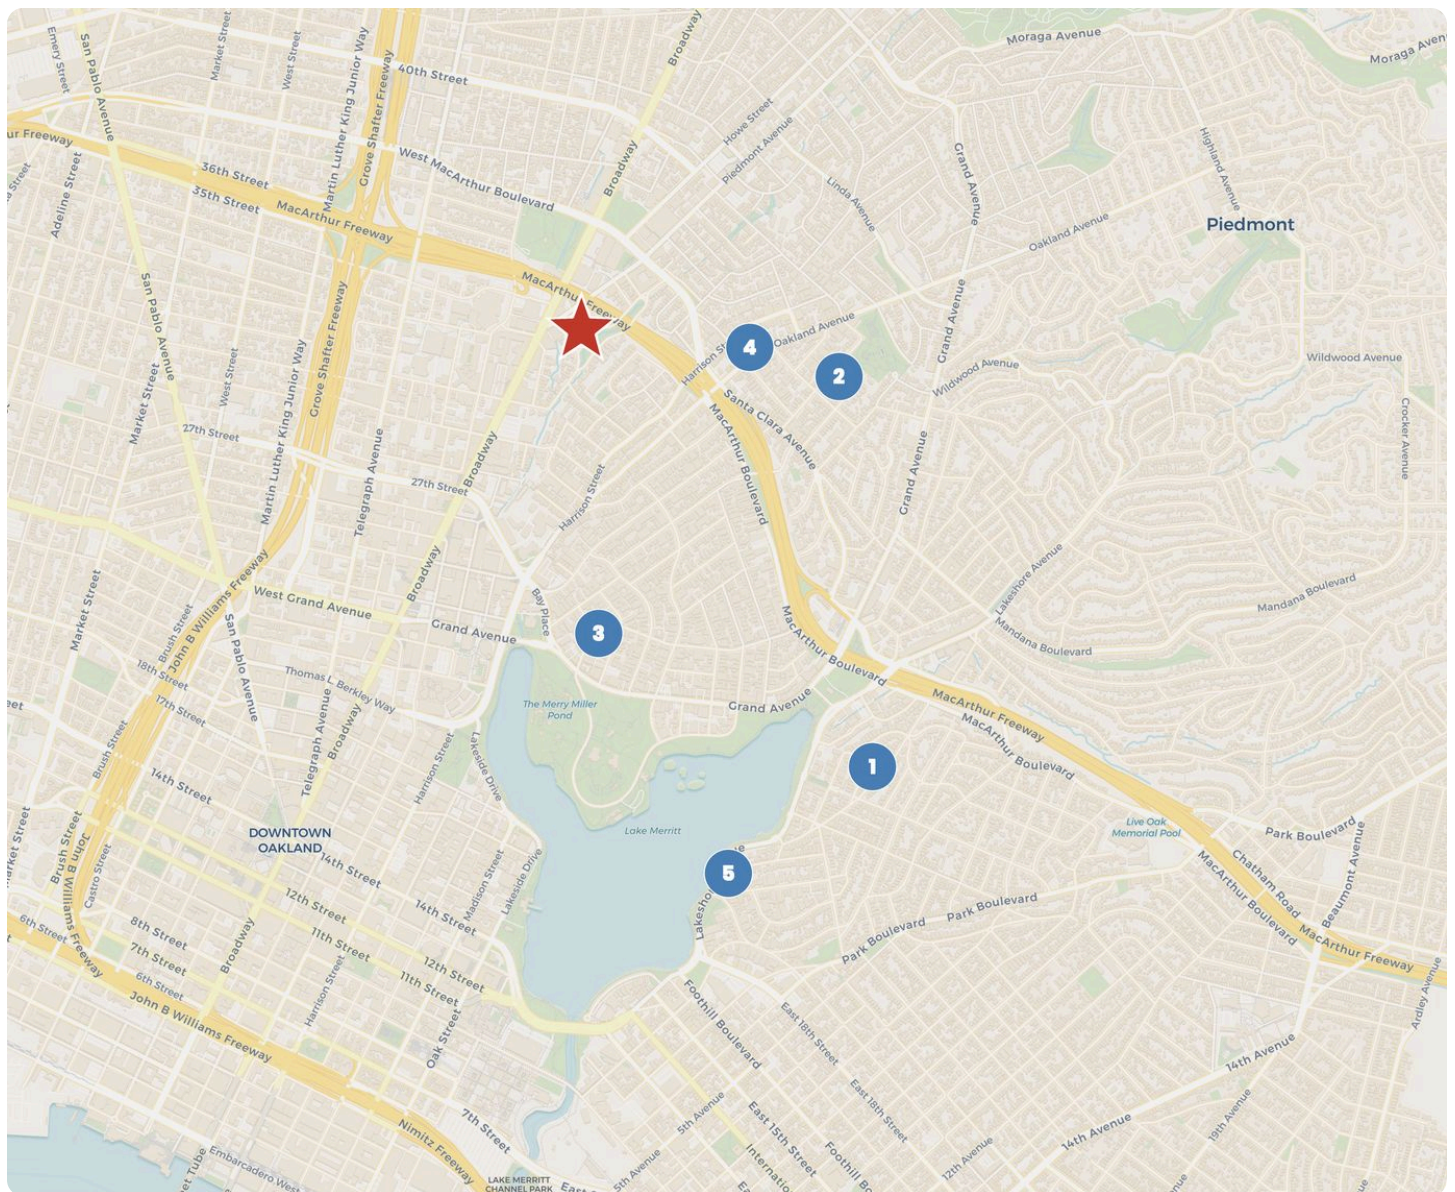 Moraga Avenue
Emery Street
San Pablo Avenue
Market Street
West Street
Martin Luther King Junior Way
Grove Shafter Freeway
40th Street
Broadway
Howe Street
Piedmont Avenue
Linda Avenue
Grand Avenue
Highland Avenue
36th Street
35th Street
Adeline Street
MacArthur Freeway
West MacArthur Boulevard
Broadway
Oakland Avenue
Piedmont
MacArthur Freeway
San Pablo Avenue
Grove Shafter Freeway
Martin Luther King Junior Way
West Street
Market Street
Harrison
4
Oakland Avenue
2
Grand Avenue
Wildwood Avenue
Wildwood Avenue
Crocker Avenue
Santa Clara Avenue
MacArthur Boulevard
27th Street
Telegraph Avenue
27th Street
Broadway
Harrison Street
Grand Avenue
Lakeshore Avenue
Mandana Boulevard
Mandana Boulevard
John B Williams Freeway
West Grand Avenue
Broadway
Grand Avenue
Bay Place
3
MacArthur Boulevard
Market Street
Brush Street
18th Street
17th Street
San Pablo Avenue
Thomas L Berkley Way
Telegraph Avenue
Broadway
The Merry Miller
Pond
Grand Avenue
MacArthur Freeway
MacArthur Boulevard
Brush Street
14th Street
Harrison Street
Lakeside Drive
1
Lake Merritt
DOWNTOWN
OAKLAND
14th Street
Live Oak
Memorial Pool
Park Boulevard
Brush Street
John B Williams Freeway
Castro Street
12th Street
14th Street
Madison Street
Lakeside Drive
5
Park Boulevard
Park Boulevard
Chatham Road
MacArthur Boulevard
Beaumont Avenue
MacArthur Freeway
6th Street
8th Street
7th Street
6th Street
Broadway
11th Street
12th Street
11th Street
Harrison Street
John B Williams Freeway
Oak Street
Foothill Boulevard
East 18th Street
East 18th Street
Ardley Avenue
14th Avenue
14th Avenue
19th Avenue
12th Avenue
5th Avenue
5th Avenue
East 15th Street
7th Street
Nimitz Freeway
Embarcadero West
LAKE MERRITT
CHANNEL PARK